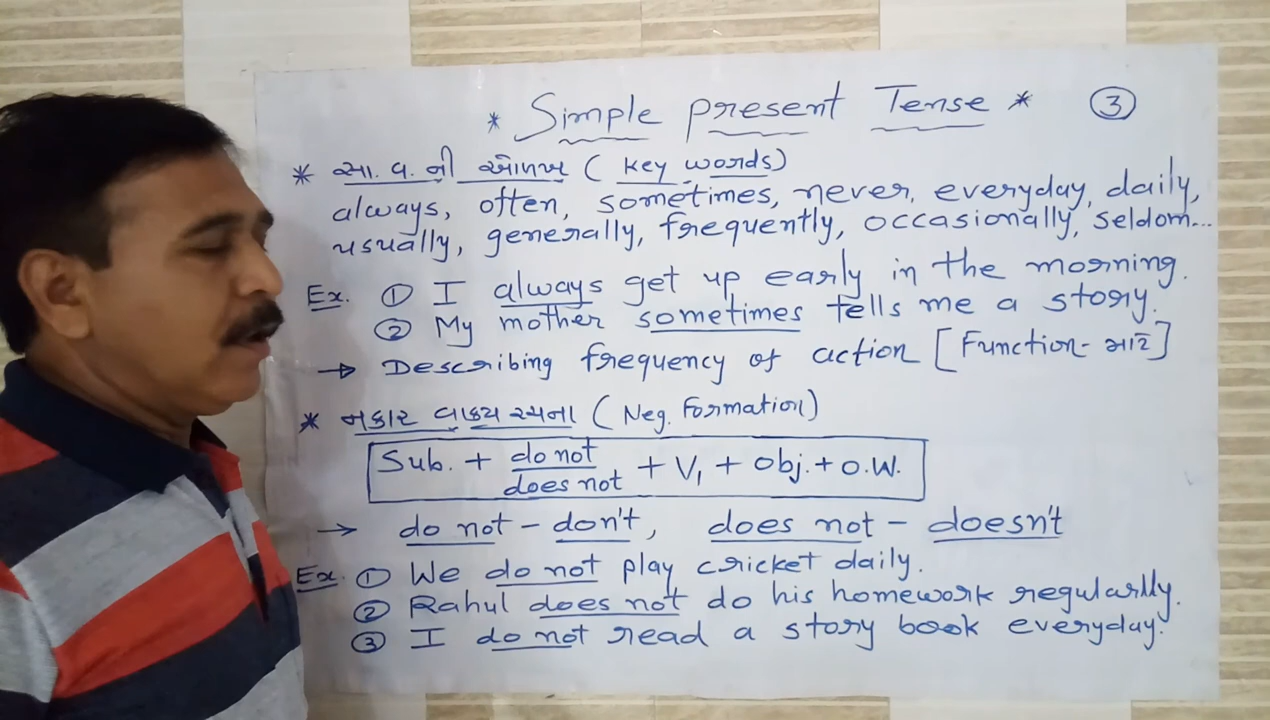 * Simple present Tense * ③
* સા. વ. ની ઓળખ (key words)
always, often, sometimes, never, everyday, daily,
usually, generally, frequently, occasionally, seldom...
Ex. ① I always get up early in the morning.
② My mother sometimes tells me a story.
→ Describing frequency of action [Function-માટે]
* નકાર વાક્ય રચના (Neg. Formation)
Sub. + do not / does not + V₁ + Obj. + O.W.
→ do not - don't, does not - doesn't
Ex. ① We do not play cricket daily.
② Rahul does not do his homework regularlly.
③ I do not read a story book everyday.